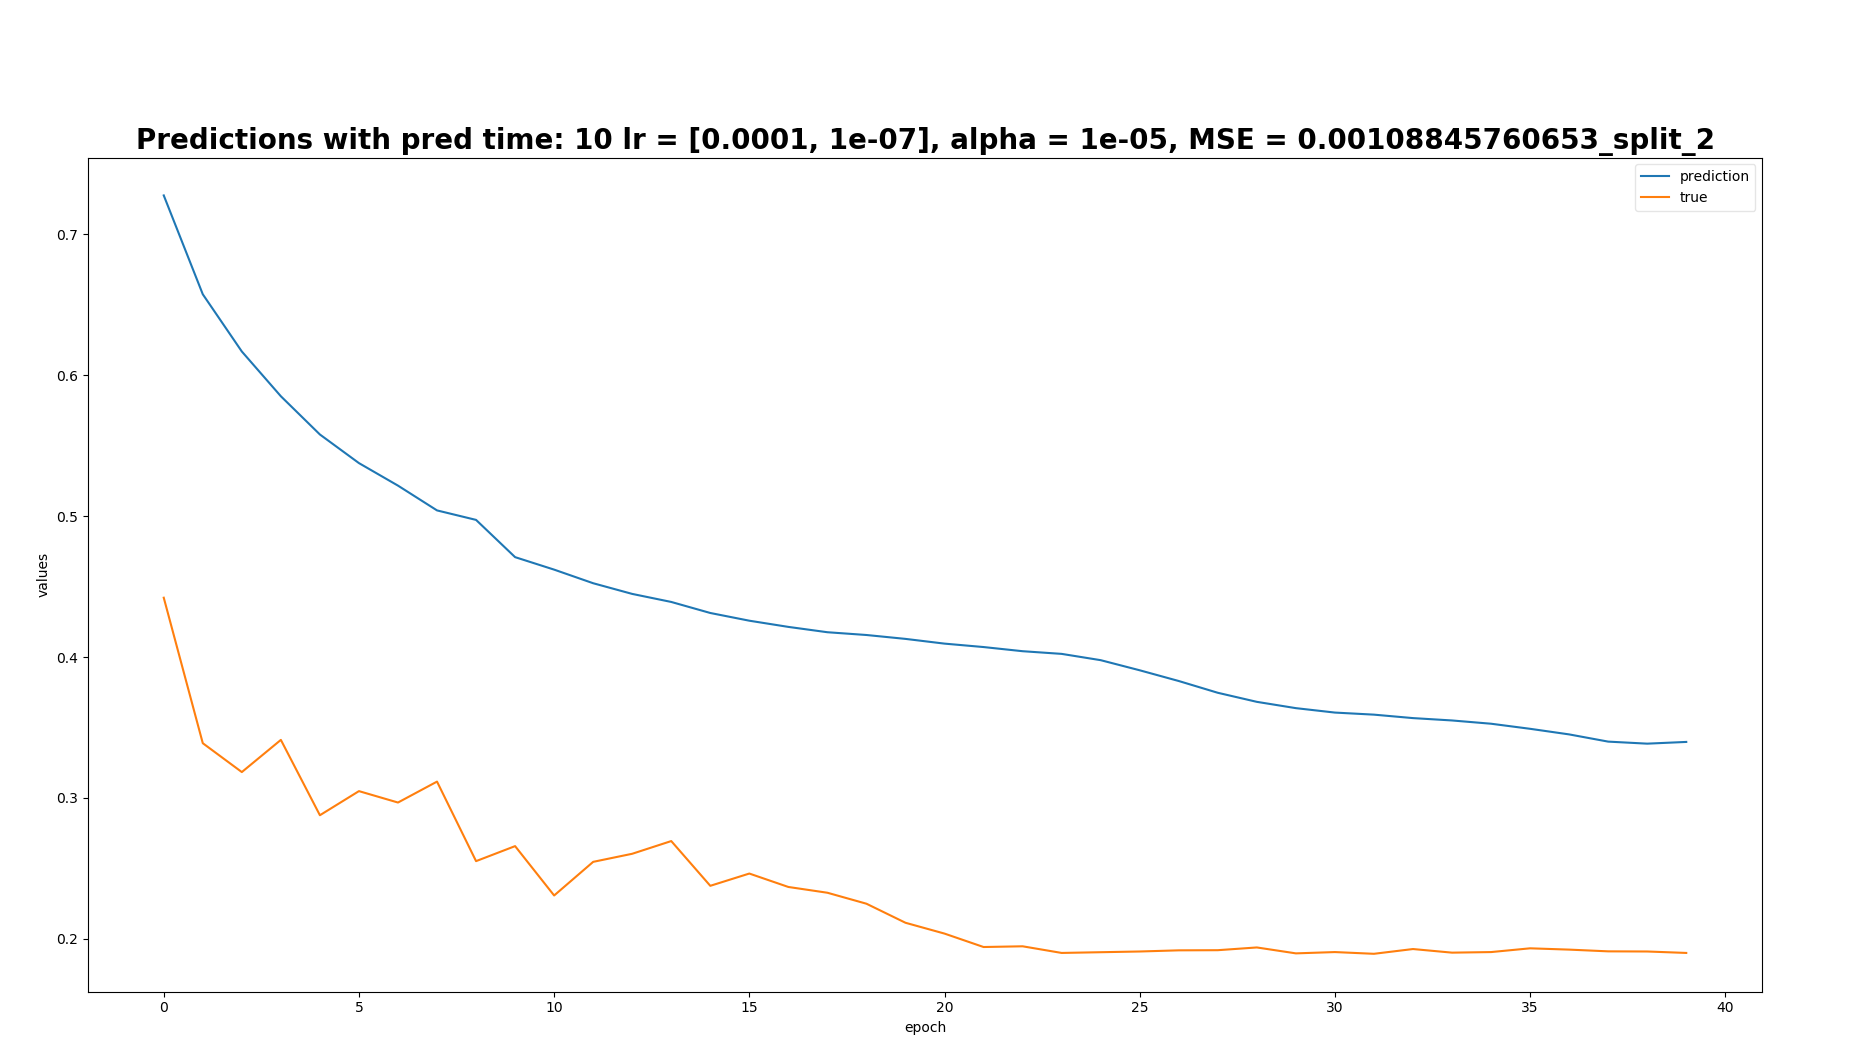 Predictions with pred time: 10 lr = [0.0001, 1e-07], alpha = 1e-05, MSE = 0.00108845760653_split_2
prediction
true
0.7
0.6
0.5
0.4
0.3
0.2
values
0 5 10 15 20 25 30 35 40
epoch